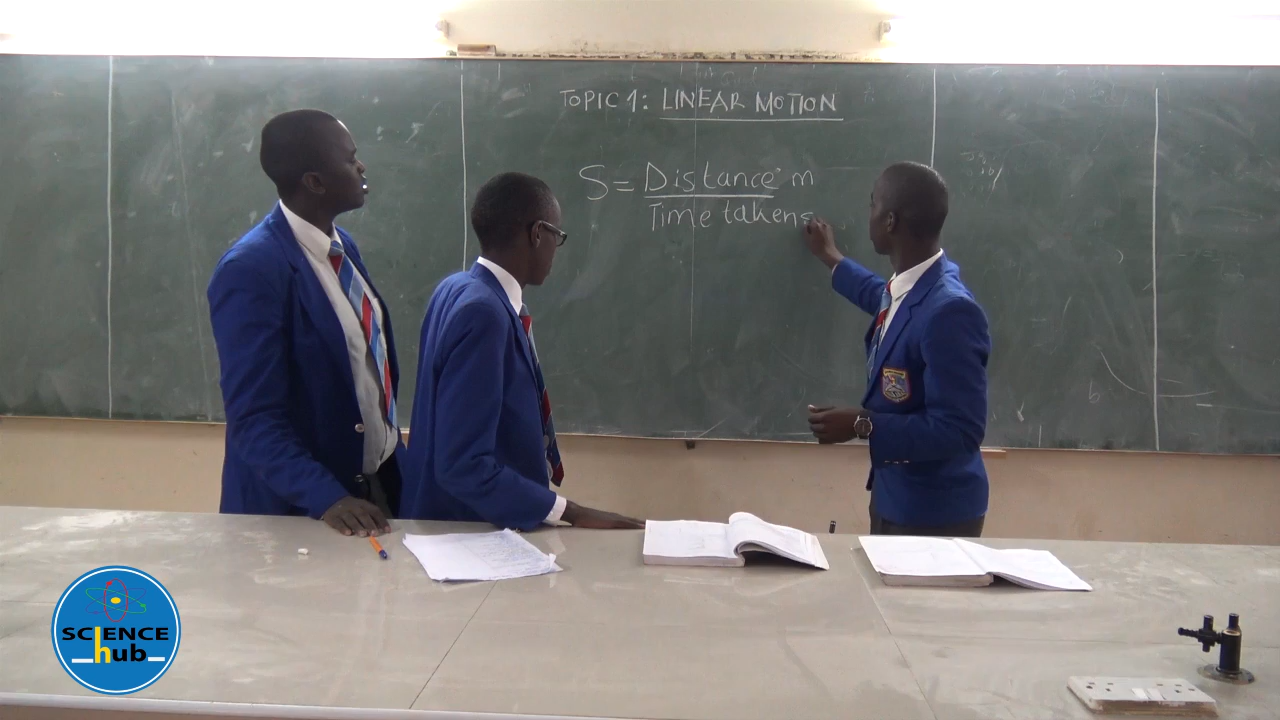 TOPIC 1: LINEAR MOTION
S = Distance m
Time taken s
SCIENCE
hub